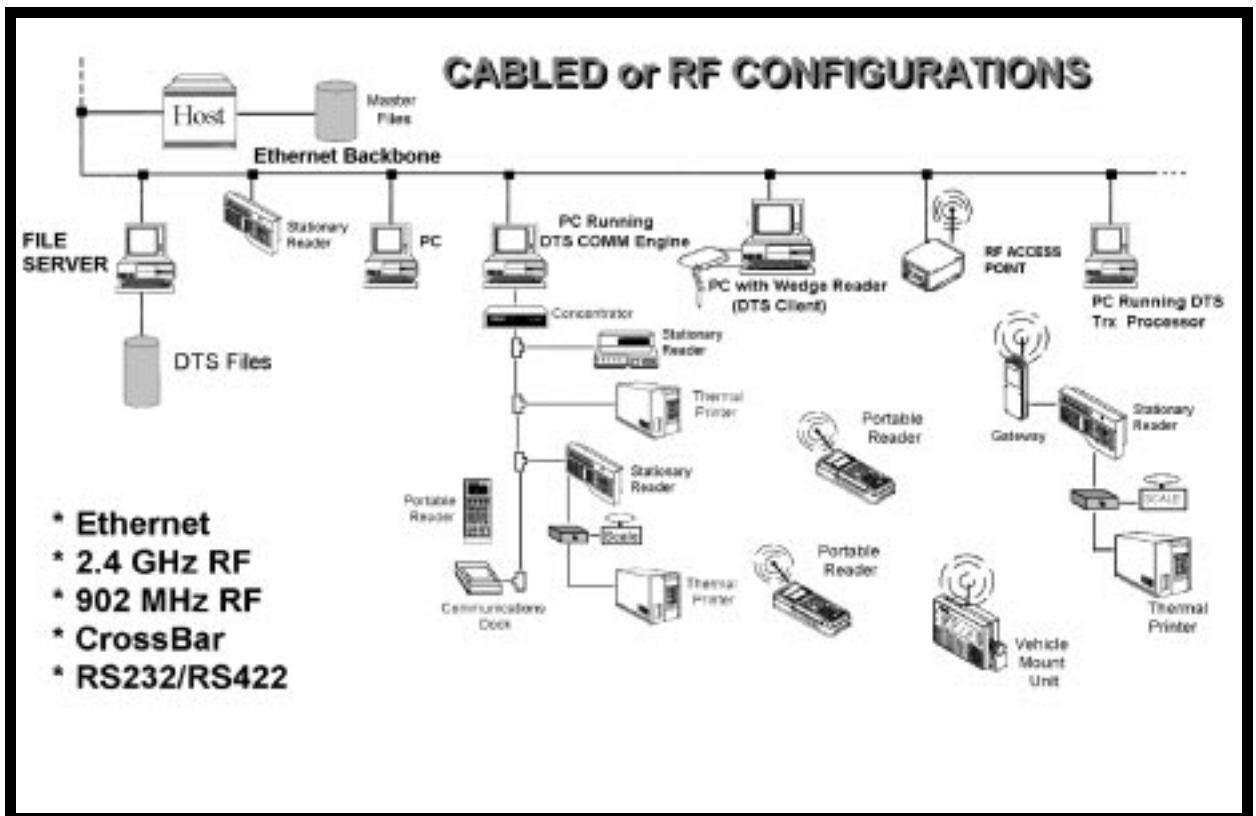 CABLED or RF CONFIGURATIONS
Host
Master
Files
Ethernet Backbone
FILE
SERVER
Stationary
Reader
PC
PC Running
DTS COMM Engine
PC with Wedge Reader
(DTS Client)
RF ACCESS
POINT
PC Running DTS
Trx Processor
DTS Files
Concentrator
Stationary
Reader
Thermal
Printer
Portable
Reader
Gateway
Stationary
Reader
Stationary
Reader
Portable
Reader
SCALE
Scale
* Ethernet
* 2.4 GHz RF
* 902 MHz RF
* CrossBar
* RS232/RS422
Communications
Dock
Thermal
Printer
Portable
Reader
Thermal
Printer
Vehicle
Mount
Unit